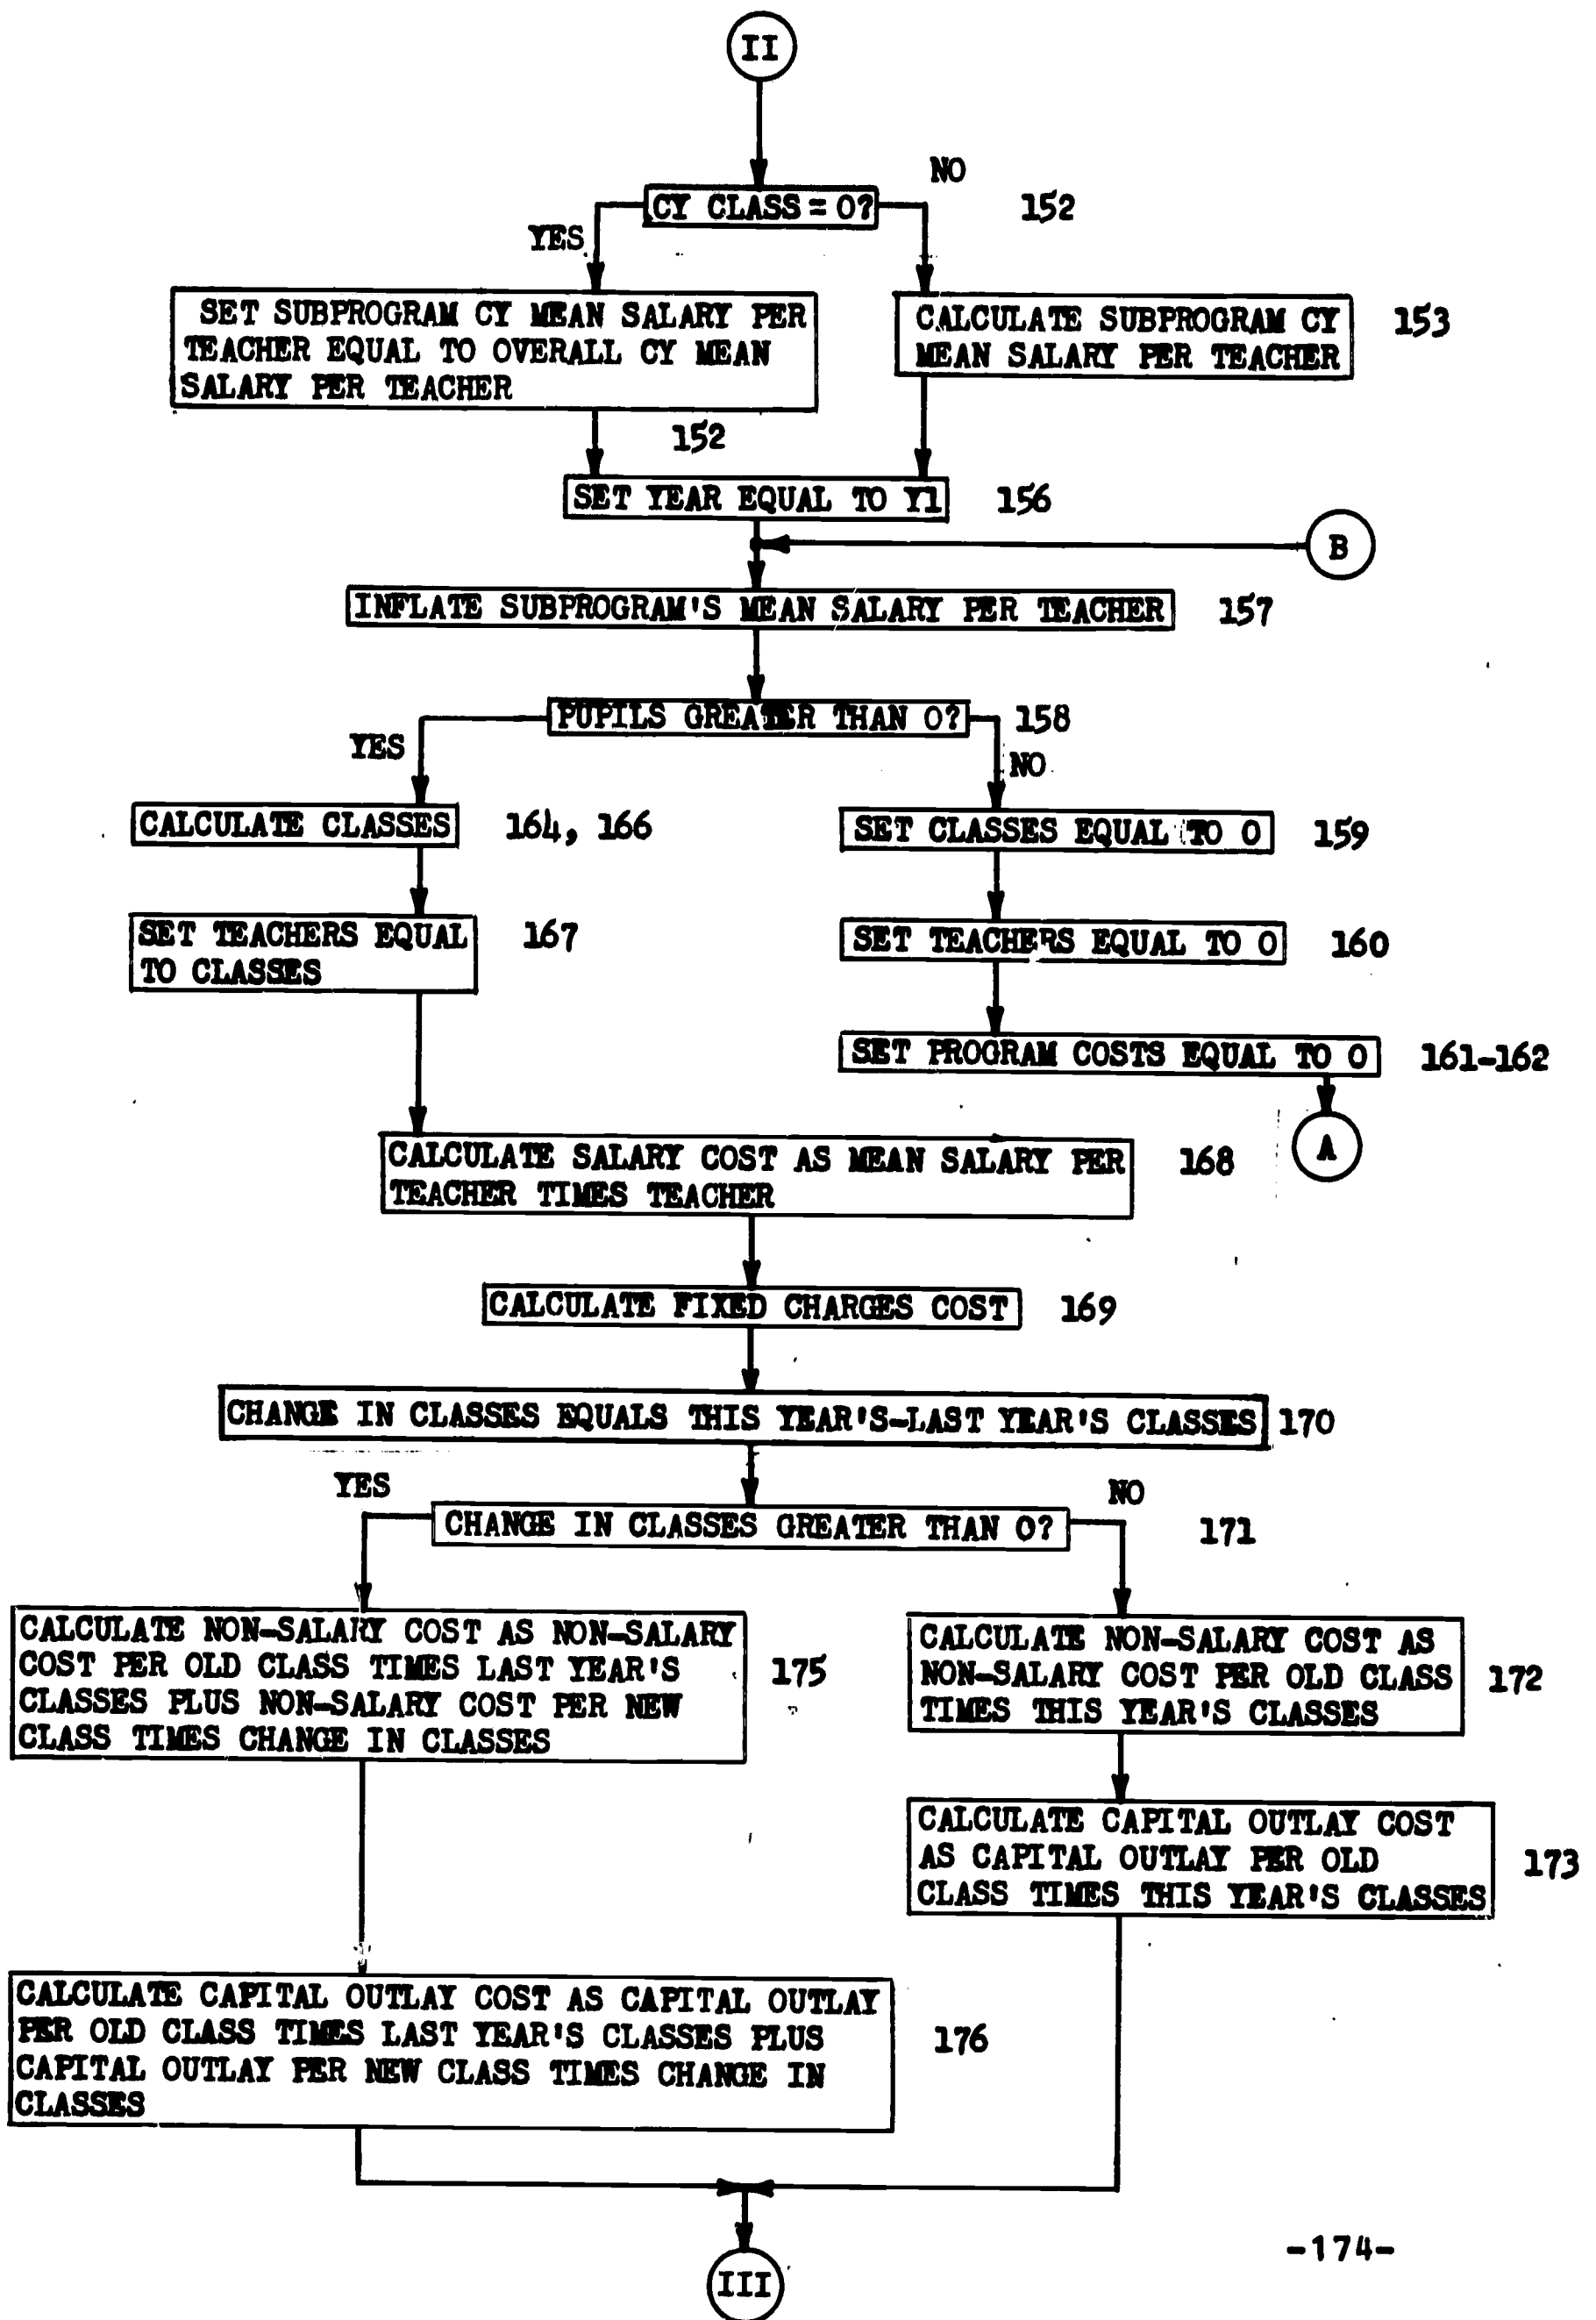 II
NO
CY CLASS = 0?
152
YES
SET SUBPROGRAM CY MEAN SALARY PER
TEACHER EQUAL TO OVERALL CY MEAN
SALARY PER TEACHER
CALCULATE SUBPROGRAM CY
MEAN SALARY PER TEACHER
153
152
SET YEAR EQUAL TO Y1
156
B
INFLATE SUBPROGRAM'S MEAN SALARY PER TEACHER
157
PUPILS GREATER THAN 0?
158
YES
NO
CALCULATE CLASSES
164, 166
SET CLASSES EQUAL TO 0
159
SET TEACHERS EQUAL
TO CLASSES
167
SET TEACHERS EQUAL TO 0
160
SET PROGRAM COSTS EQUAL TO 0
161-162
A
CALCULATE SALARY COST AS MEAN SALARY PER
TEACHER TIMES TEACHER
168
CALCULATE FIXED CHARGES COST
169
CHANGE IN CLASSES EQUALS THIS YEAR'S-LAST YEAR'S CLASSES
170
YES
NO
CHANGE IN CLASSES GREATER THAN 0?
171
CALCULATE NON-SALARY COST AS NON-SALARY
COST PER OLD CLASS TIMES LAST YEAR'S
CLASSES PLUS NON-SALARY COST PER NEW
CLASS TIMES CHANGE IN CLASSES
175
CALCULATE NON-SALARY COST AS
NON-SALARY COST PER OLD CLASS
TIMES THIS YEAR'S CLASSES
172
CALCULATE CAPITAL OUTLAY COST
AS CAPITAL OUTLAY PER OLD
CLASS TIMES THIS YEAR'S CLASSES
173
CALCULATE CAPITAL OUTLAY COST AS CAPITAL OUTLAY
PER OLD CLASS TIMES LAST YEAR'S CLASSES PLUS
CAPITAL OUTLAY PER NEW CLASS TIMES CHANGE IN
CLASSES
176
III
-174-